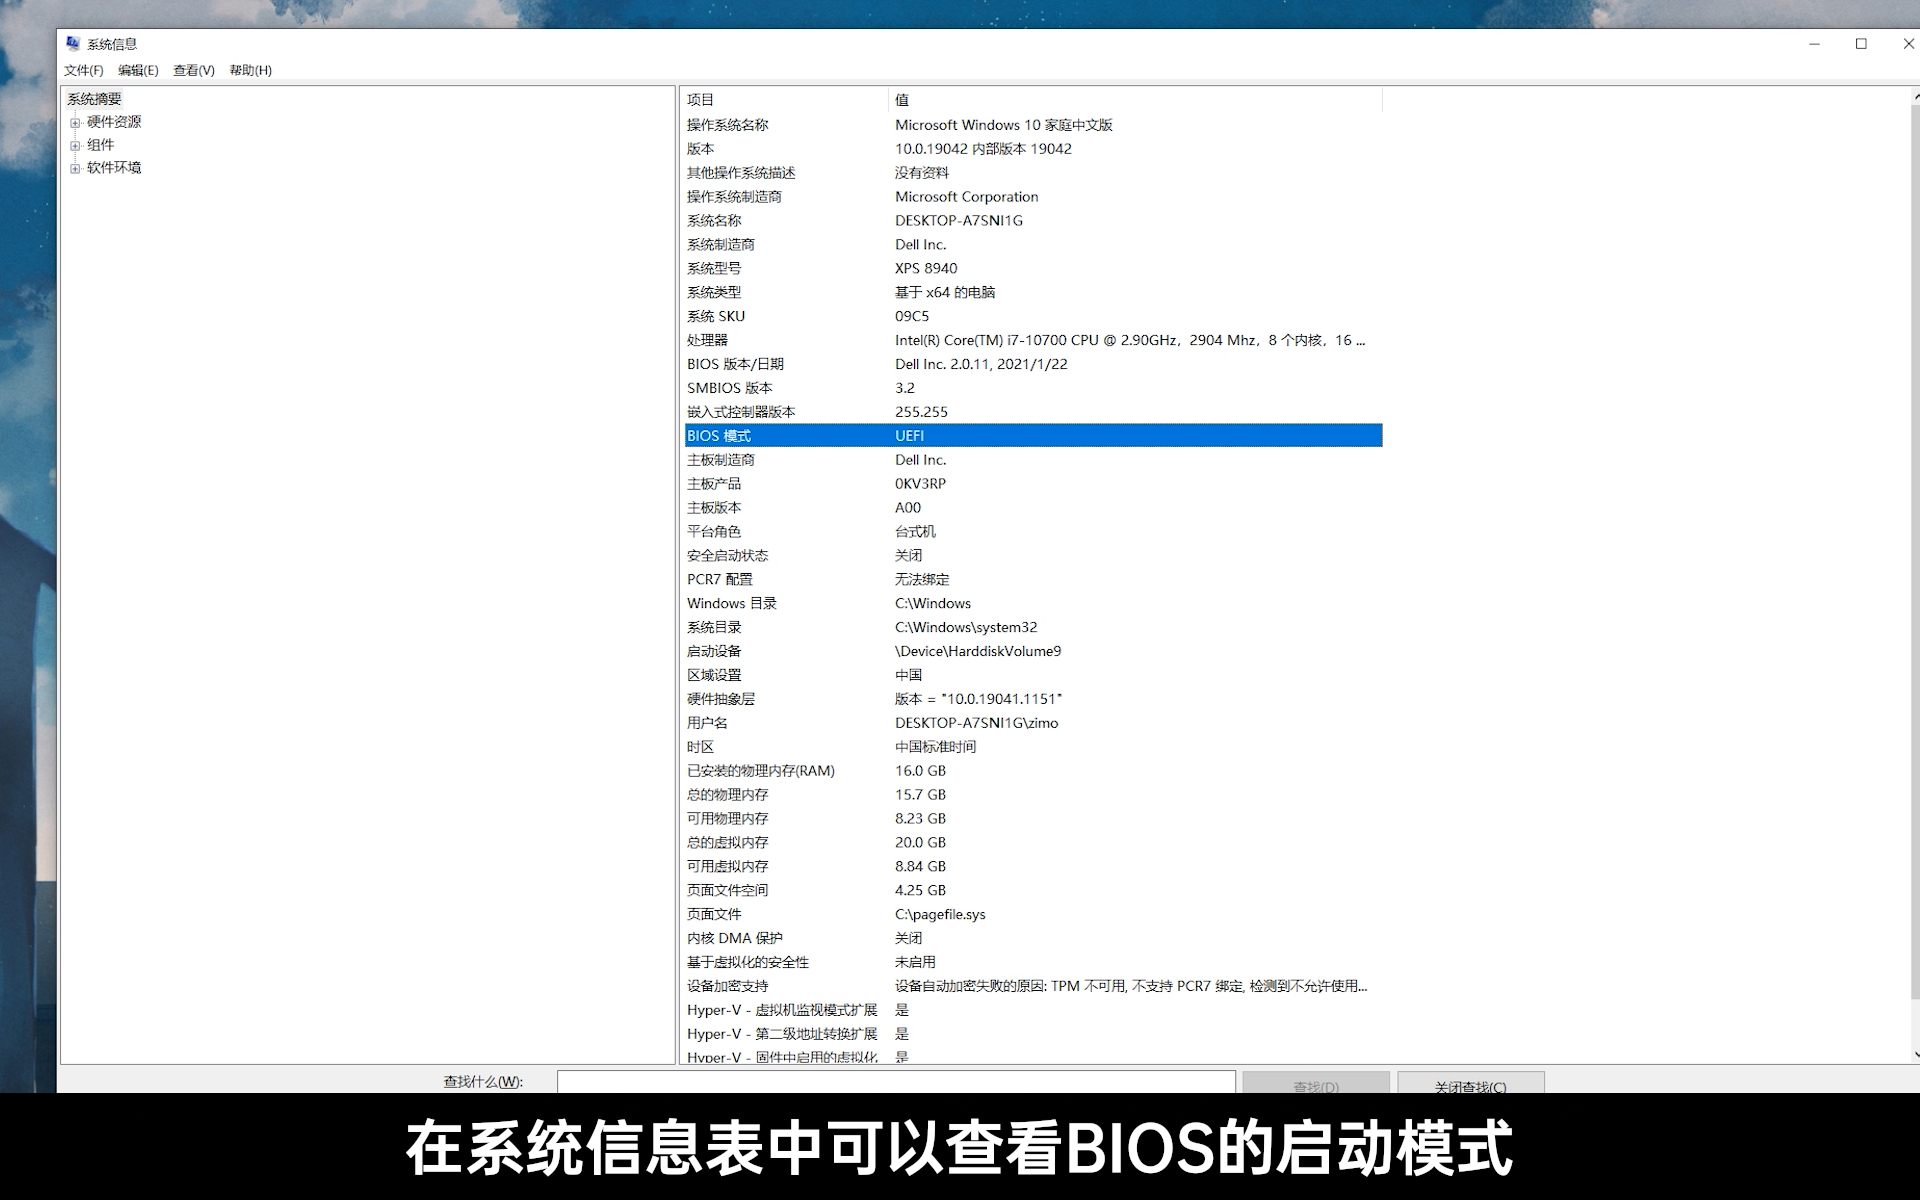 系统信息
文件(F) 编辑(E) 查看(V) 帮助(H)
系统摘要
硬件资源
组件
软件环境
项目 值
操作系统名称 Microsoft Windows 10 家庭中文版
版本 10.0.19042 内部版本 19042
其他操作系统描述 没有资料
操作系统制造商 Microsoft Corporation
系统名称 DESKTOP-A7SNI1G
系统制造商 Dell Inc.
系统型号 XPS 8940
系统类型 基于 x64 的电脑
系统 SKU 09C5
处理器 Intel(R) Core(TM) i7-10700 CPU @ 2.90GHz，2904 Mhz，8 个内核，16 ...
BIOS 版本/日期 Dell Inc. 2.0.11, 2021/1/22
SMBIOS 版本 3.2
嵌入式控制器版本 255.255
BIOS 模式 UEFI
主板制造商 Dell Inc.
主板产品 0KV3RP
主板版本 A00
平台角色 台式机
安全启动状态 关闭
PCR7 配置 无法绑定
Windows 目录 C:\Windows
系统目录 C:\Windows\system32
启动设备 \Device\HarddiskVolume9
区域设置 中国
硬件抽象层 版本 = "10.0.19041.1151"
用户名 DESKTOP-A7SNI1G\zimo
时区 中国标准时间
已安装的物理内存(RAM) 16.0 GB
总的物理内存 15.7 GB
可用物理内存 8.23 GB
总的虚拟内存 20.0 GB
可用虚拟内存 8.84 GB
页面文件空间 4.25 GB
页面文件 C:\pagefile.sys
内核 DMA 保护 关闭
基于虚拟化的安全性 未启用
设备加密支持 设备自动加密失败的原因: TPM 不可用, 不支持 PCR7 绑定, 检测到不允许使用...
Hyper-V - 虚拟机监视模式扩展 是
Hyper-V - 第二级地址转换扩展 是
Hyper-V - 固件中启用的虚拟化 是
查找什么(W): 查找(D) 关闭查找(C)
在系统信息表中可以查看BIOS的启动模式